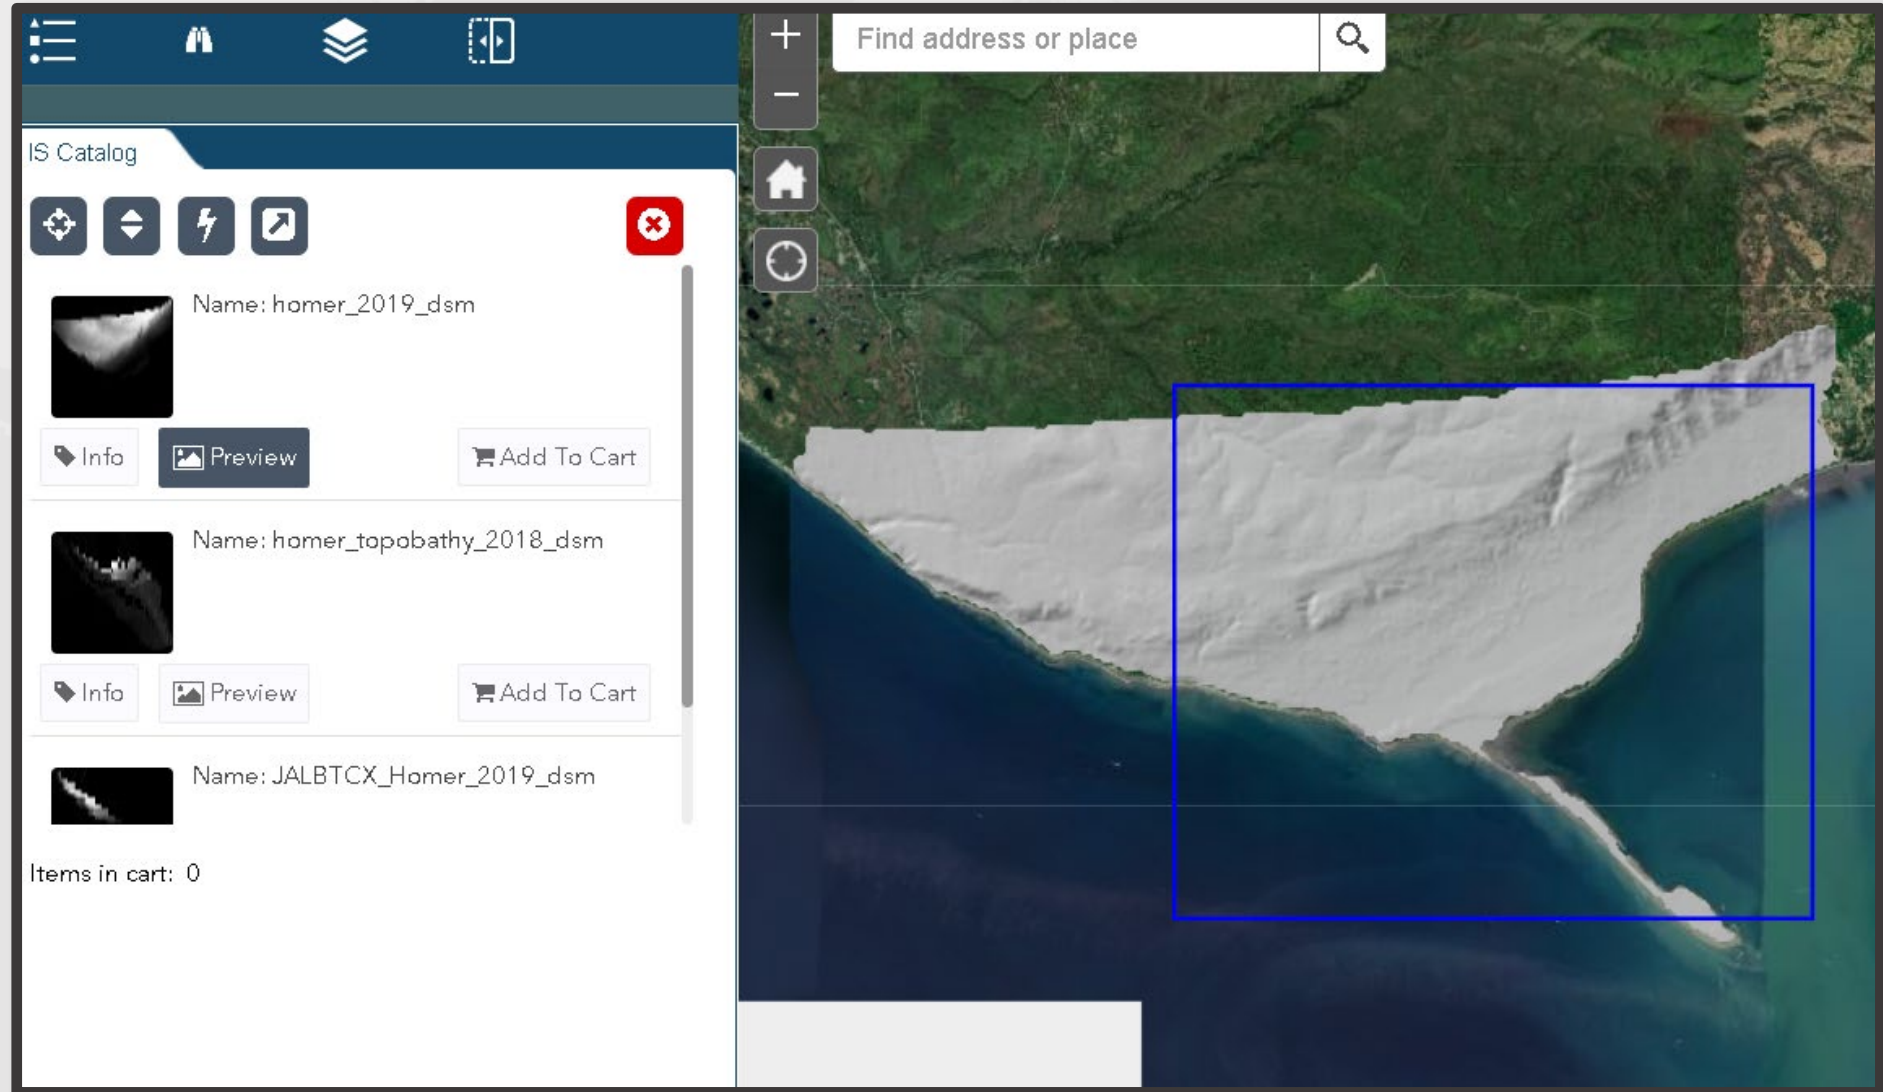 Find address or place
IS Catalog
Name: homer_2019_dsm
Info
Preview
Add To Cart
Name: homer_topobathy_2018_dsm
Info
Preview
Add To Cart
Name: JALBTCX_Homer_2019_dsm
Items in cart: 0